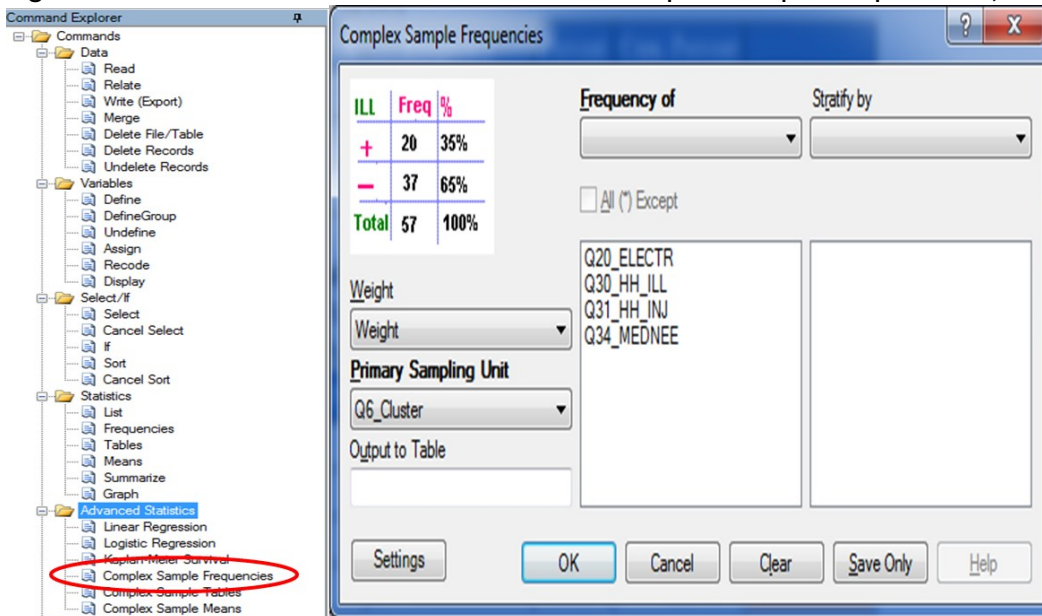 Command Explorer
Commands
Data
Read
Relate
Write (Export)
Merge
Delete File/Table
Delete Records
Undelete Records
Variables
Define
DefineGroup
Undefine
Assign
Recode
Display
Select/If
Select
Cancel Select
If
Sort
Cancel Sort
Statistics
List
Frequencies
Tables
Means
Summarize
Graph
Advanced Statistics
Linear Regression
Logistic Regression
Kaplan-Meier Survival
Complex Sample Frequencies
Complex Sample Tables
Complex Sample Means
Complex Sample Frequencies
ILL Freq %
+ 20 35%
— 37 65%
Total 57 100%
Weight
Weight
Primary Sampling Unit
Q6_Cluster
Output to Table
Frequency of
Stratify by
All (*) Except
Q20_ELECTR
Q30_HH_ILL
Q31_HH_INJ
Q34_MEDNEE
Settings
OK
Cancel
Clear
Save Only
Help